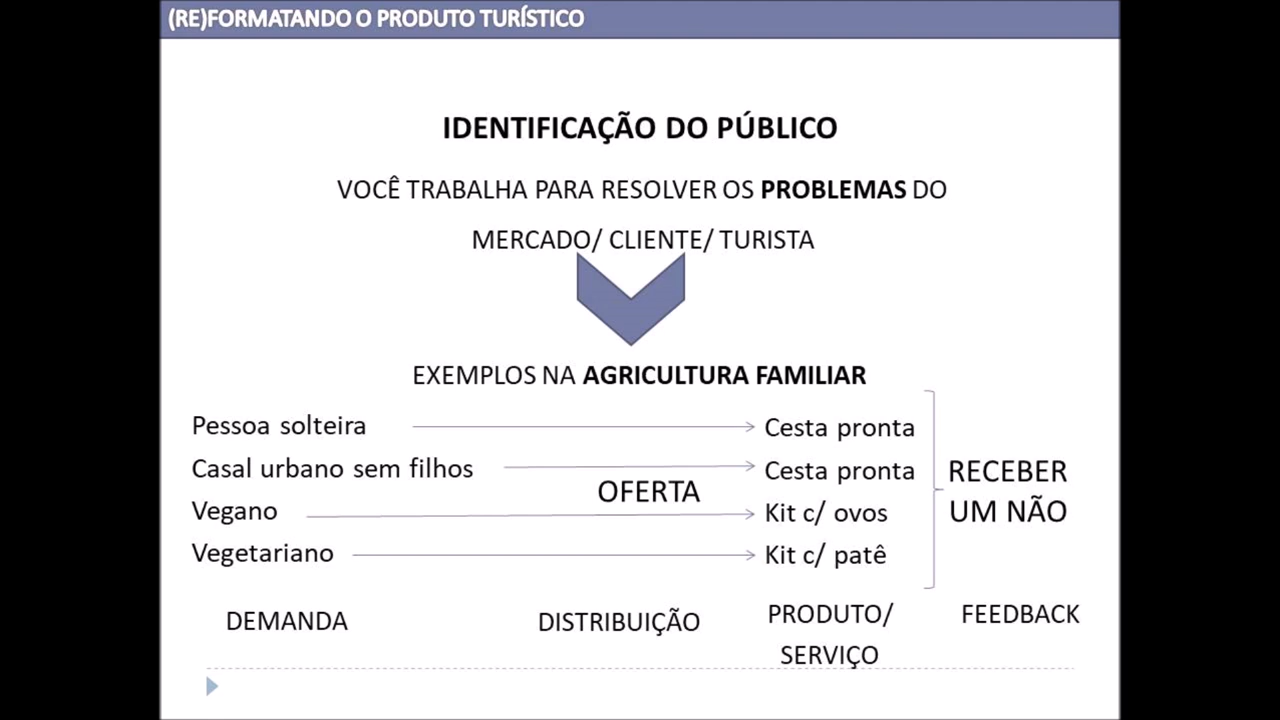 (RE)FORMATANDO O PRODUTO TURÍSTICO
IDENTIFICAÇÃO DO PÚBLICO
VOCÊ TRABALHA PARA RESOLVER OS PROBLEMAS DO
MERCADO/ CLIENTE/ TURISTA
EXEMPLOS NA AGRICULTURA FAMILIAR
Pessoa solteira
Cesta pronta
Casal urbano sem filhos
Cesta pronta
OFERTA
Vegano
Kit c/ ovos
Vegetariano
Kit c/ patê
RECEBER
UM NÃO
DEMANDA
DISTRIBUIÇÃO
PRODUTO/
SERVIÇO
FEEDBACK